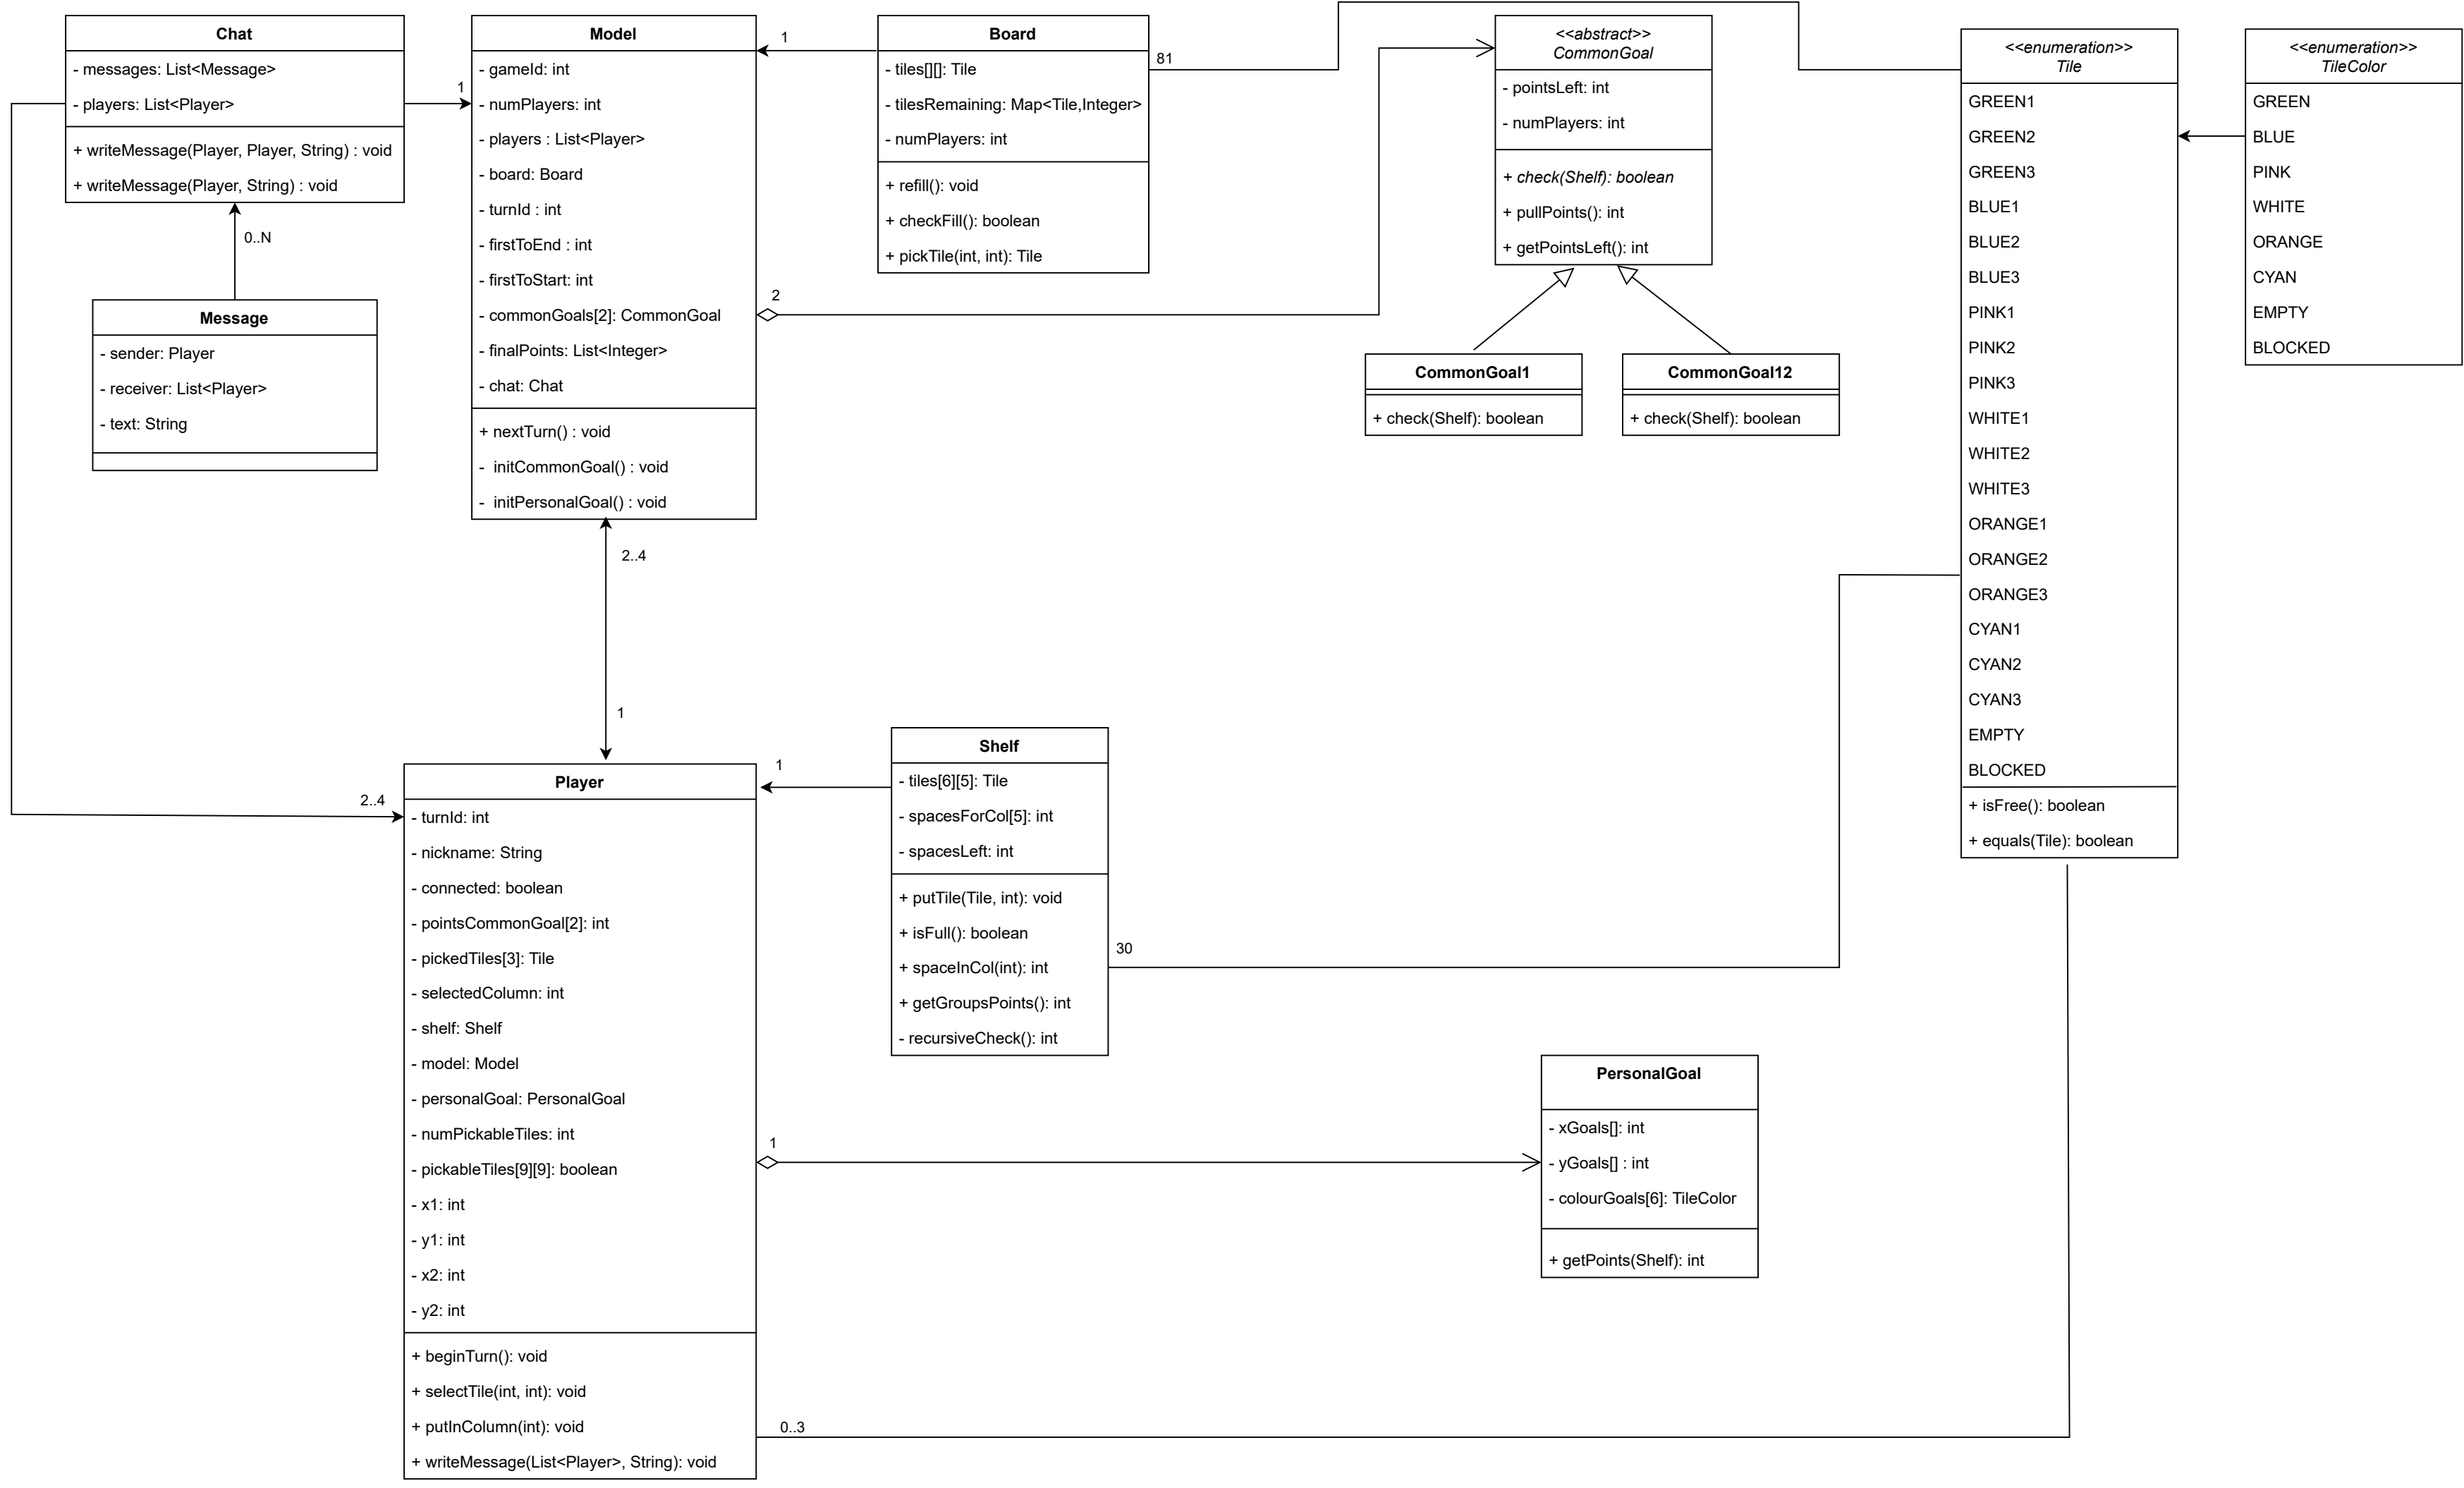 Chat
- messages: List<Message>
- players: List<Player>
+ writeMessage(Player, Player, String) : void
+ writeMessage(Player, String) : void
0..N
1
Message
- sender: Player
- receiver: List<Player>
- text: String
Model
- gameId: int
- numPlayers: int
- players : List<Player>
- board: Board
- turnId : int
- firstToEnd : int
- firstToStart: int
- commonGoals[2]: CommonGoal
- finalPoints: List<Integer>
- chat: Chat
+ nextTurn() : void
-  initCommonGoal() : void
-  initPersonalGoal() : void
1
2
2..4
1
Board
- tiles[][]: Tile
- tilesRemaining: Map<Tile,Integer>
- numPlayers: int
+ refill(): void
+ checkFill(): boolean
+ pickTile(int, int): Tile
81
<<abstract>>
CommonGoal
- pointsLeft: int
- numPlayers: int
+ check(Shelf): boolean
+ pullPoints(): int
+ getPointsLeft(): int
CommonGoal1
+ check(Shelf): boolean
CommonGoal12
+ check(Shelf): boolean
<<enumeration>>
Tile
GREEN1
GREEN2
GREEN3
BLUE1
BLUE2
BLUE3
PINK1
PINK2
PINK3
WHITE1
WHITE2
WHITE3
ORANGE1
ORANGE2
ORANGE3
CYAN1
CYAN2
CYAN3
EMPTY
BLOCKED
+ isFree(): boolean
+ equals(Tile): boolean
<<enumeration>>
TileColor
GREEN
BLUE
PINK
WHITE
ORANGE
CYAN
EMPTY
BLOCKED
2..4
Player
- turnId: int
- nickname: String
- connected: boolean
- pointsCommonGoal[2]: int
- pickedTiles[3]: Tile
- selectedColumn: int
- shelf: Shelf
- model: Model
- personalGoal: PersonalGoal
- numPickableTiles: int
- pickableTiles[9][9]: boolean
- x1: int
- y1: int
- x2: int
- y2: int
+ beginTurn(): void
+ selectTile(int, int): void
+ putInColumn(int): void
+ writeMessage(List<Player>, String): void
1
1
0..3
Shelf
- tiles[6][5]: Tile
- spacesForCol[5]: int
- spacesLeft: int
+ putTile(Tile, int): void
+ isFull(): boolean
+ spaceInCol(int): int
+ getGroupsPoints(): int
- recursiveCheck(): int
30
PersonalGoal
- xGoals[]: int
- yGoals[] : int
- colourGoals[6]: TileColor
+ getPoints(Shelf): int